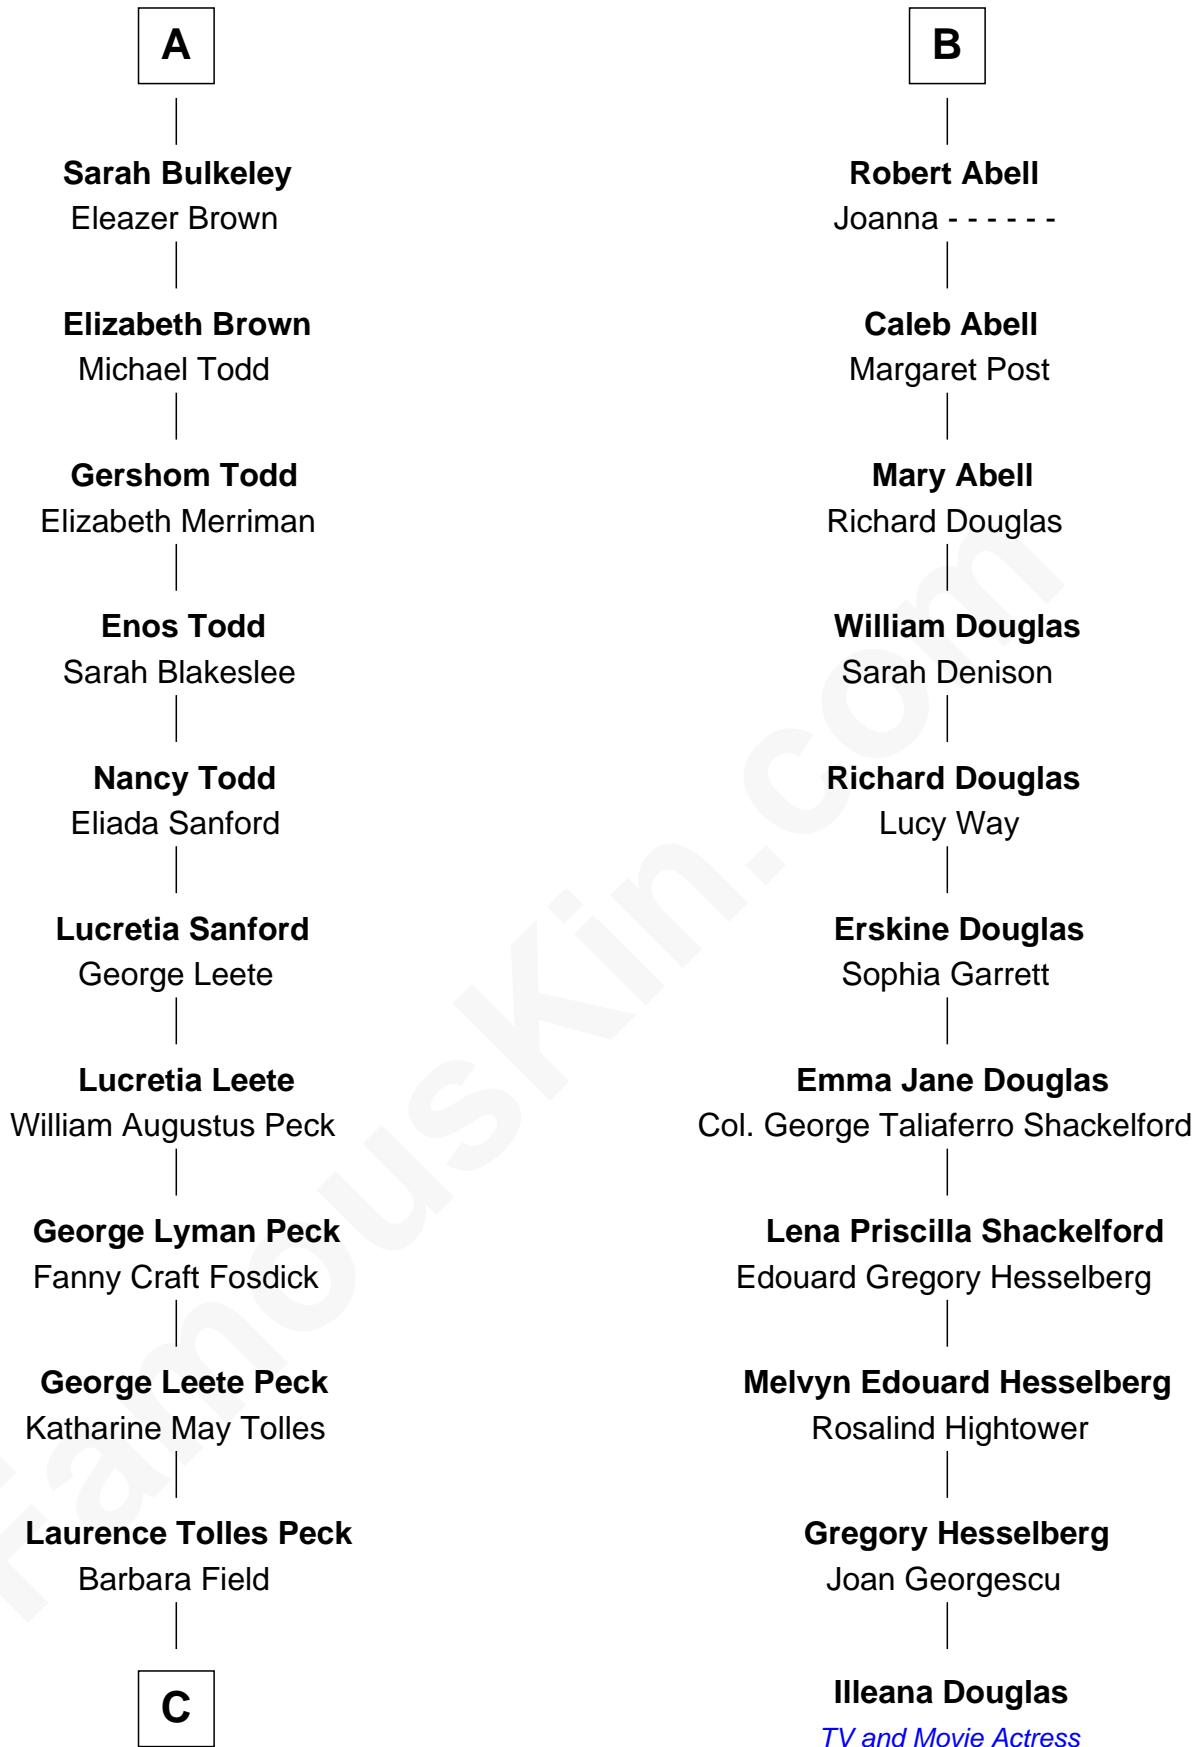 A
Sarah Bulkeley
Eleazer Brown
Elizabeth Brown
Michael Todd
Gershom Todd
Elizabeth Merriman
Enos Todd
Sarah Blakeslee
Nancy Todd
Eliada Sanford
Lucretia Sanford
George Leete
Lucretia Leete
William Augustus Peck
George Lyman Peck
Fanny Craft Fosdick
George Leete Peck
Katharine May Tolles
Laurence Tolles Peck
Barbara Field
C
B
Robert Abell
Joanna - - - - - -
Caleb Abell
Margaret Post
Mary Abell
Richard Douglas
William Douglas
Sarah Denison
Richard Douglas
Lucy Way
Erskine Douglas
Sophia Garrett
Emma Jane Douglas
Col. George Taliaferro Shackelford
Lena Priscilla Shackelford
Edouard Gregory Hesselberg
Melvyn Edouard Hesselberg
Rosalind Hightower
Gregory Hesselberg
Joan Georgescu
Illeana Douglas
TV and Movie Actress
FamousKin.com